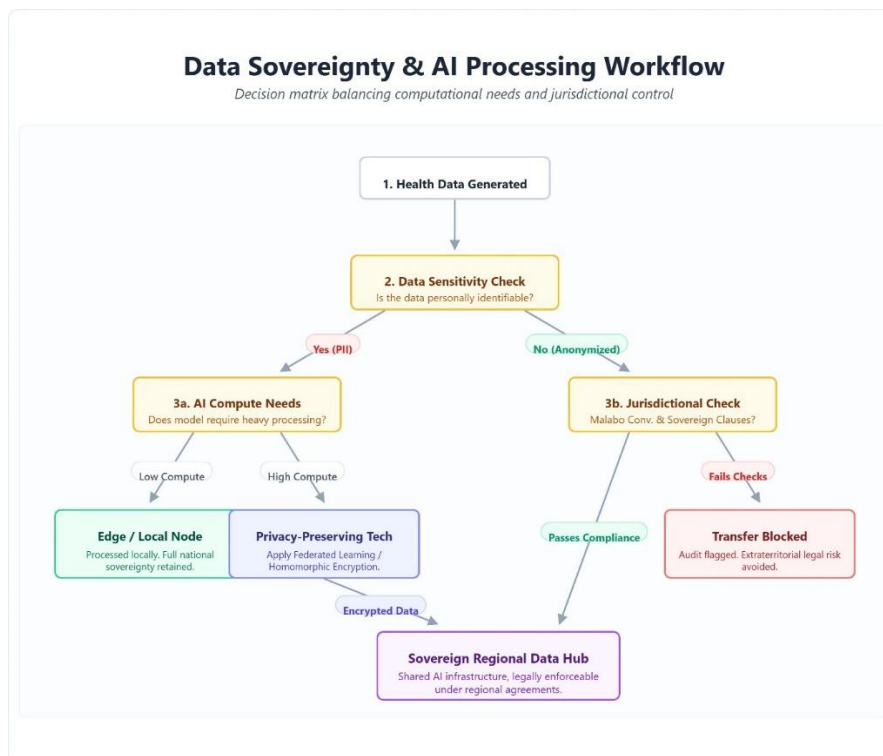 Data Sovereignty & AI Processing Workflow
Decision matrix balancing computational needs and jurisdictional control
1. Health Data Generated
2. Data Sensitivity Check
Is the data personally identifiable?
Yes (PII)
No (Anonymized)
3a. AI Compute Needs
Does model require heavy processing?
3b. Jurisdictional Check
Malabo Conv. & Sovereign Clauses?
Low Compute
High Compute
Fails Checks
Edge / Local Node
Processed locally. Full national
sovereignty retained.
Privacy-Preserving Tech
Apply Federated Learning /
Homomorphic Encryption.
Passes Compliance
Transfer Blocked
Audit flagged. Extraterritorial legal risk
avoided.
Encrypted Data
Sovereign Regional Data Hub
Shared AI infrastructure, legally enforceable
under regional agreements.